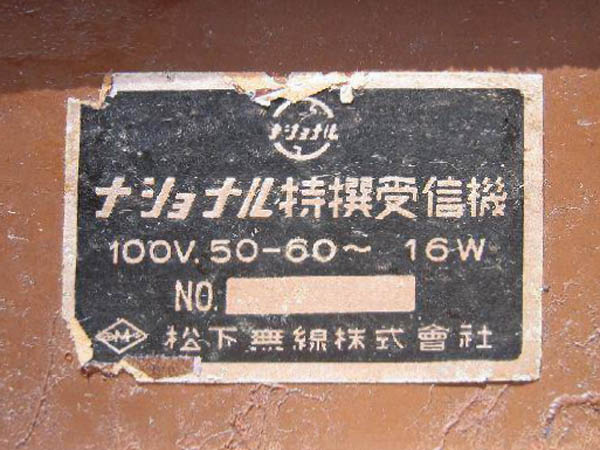 ナショナル
ナショナル特撰受信機
100V. 50-60～ 16W
NO.
松下無線株式會社